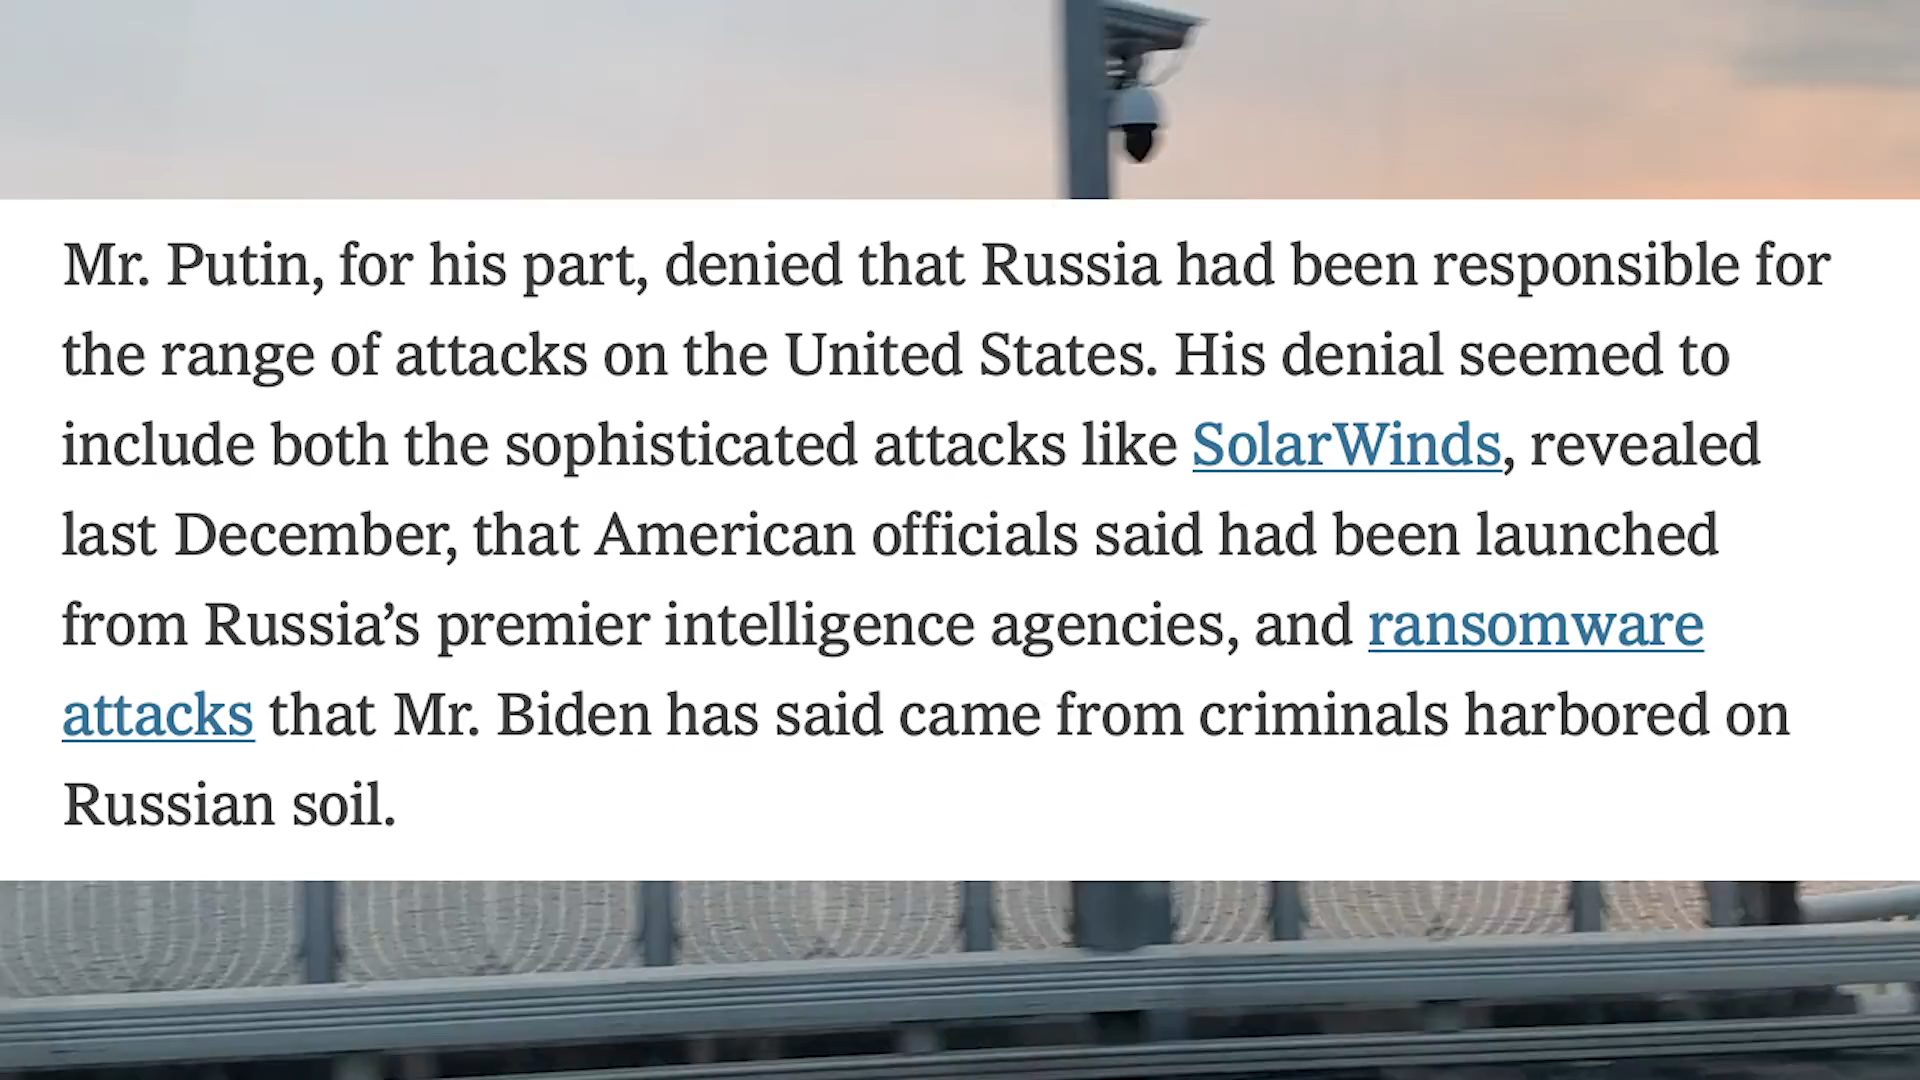 Mr. Putin, for his part, denied that Russia had been responsible for
the range of attacks on the United States. His denial seemed to
include both the sophisticated attacks like SolarWinds, revealed
last December, that American officials said had been launched
from Russia’s premier intelligence agencies, and ransomware
attacks that Mr. Biden has said came from criminals harbored on
Russian soil.